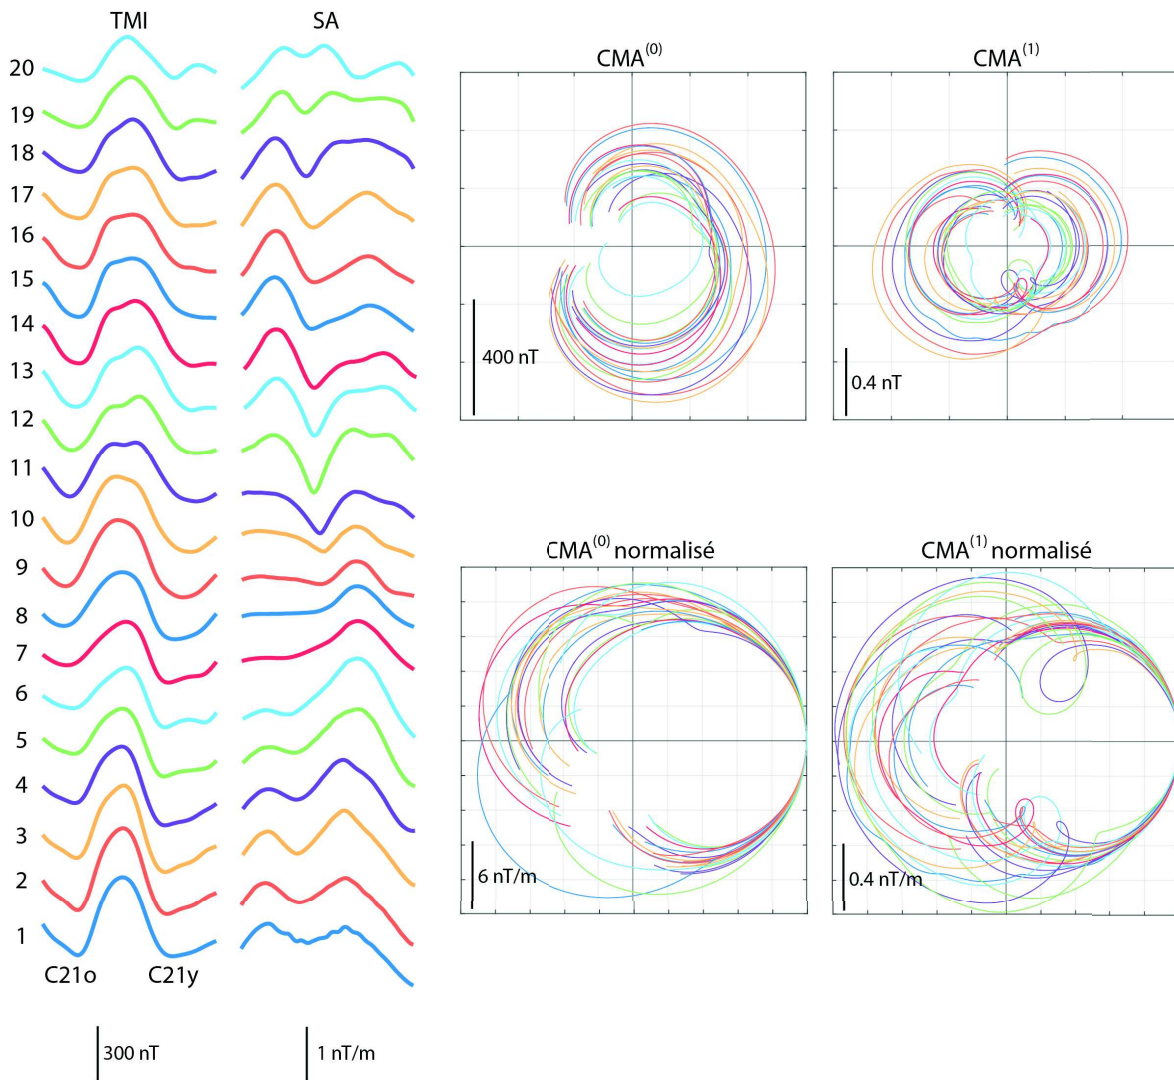 TMI SA
20
19
18
17
16
15
14
13
12
11
10
9
8
7
6
5
4
3
2
1
C21o C21y
300 nT
1 nT/m
CMA(0)
400 nT
CMA(1)
0.4 nT
CMA(0) normalisé
6 nT/m
CMA(1) normalisé
0.4 nT/m